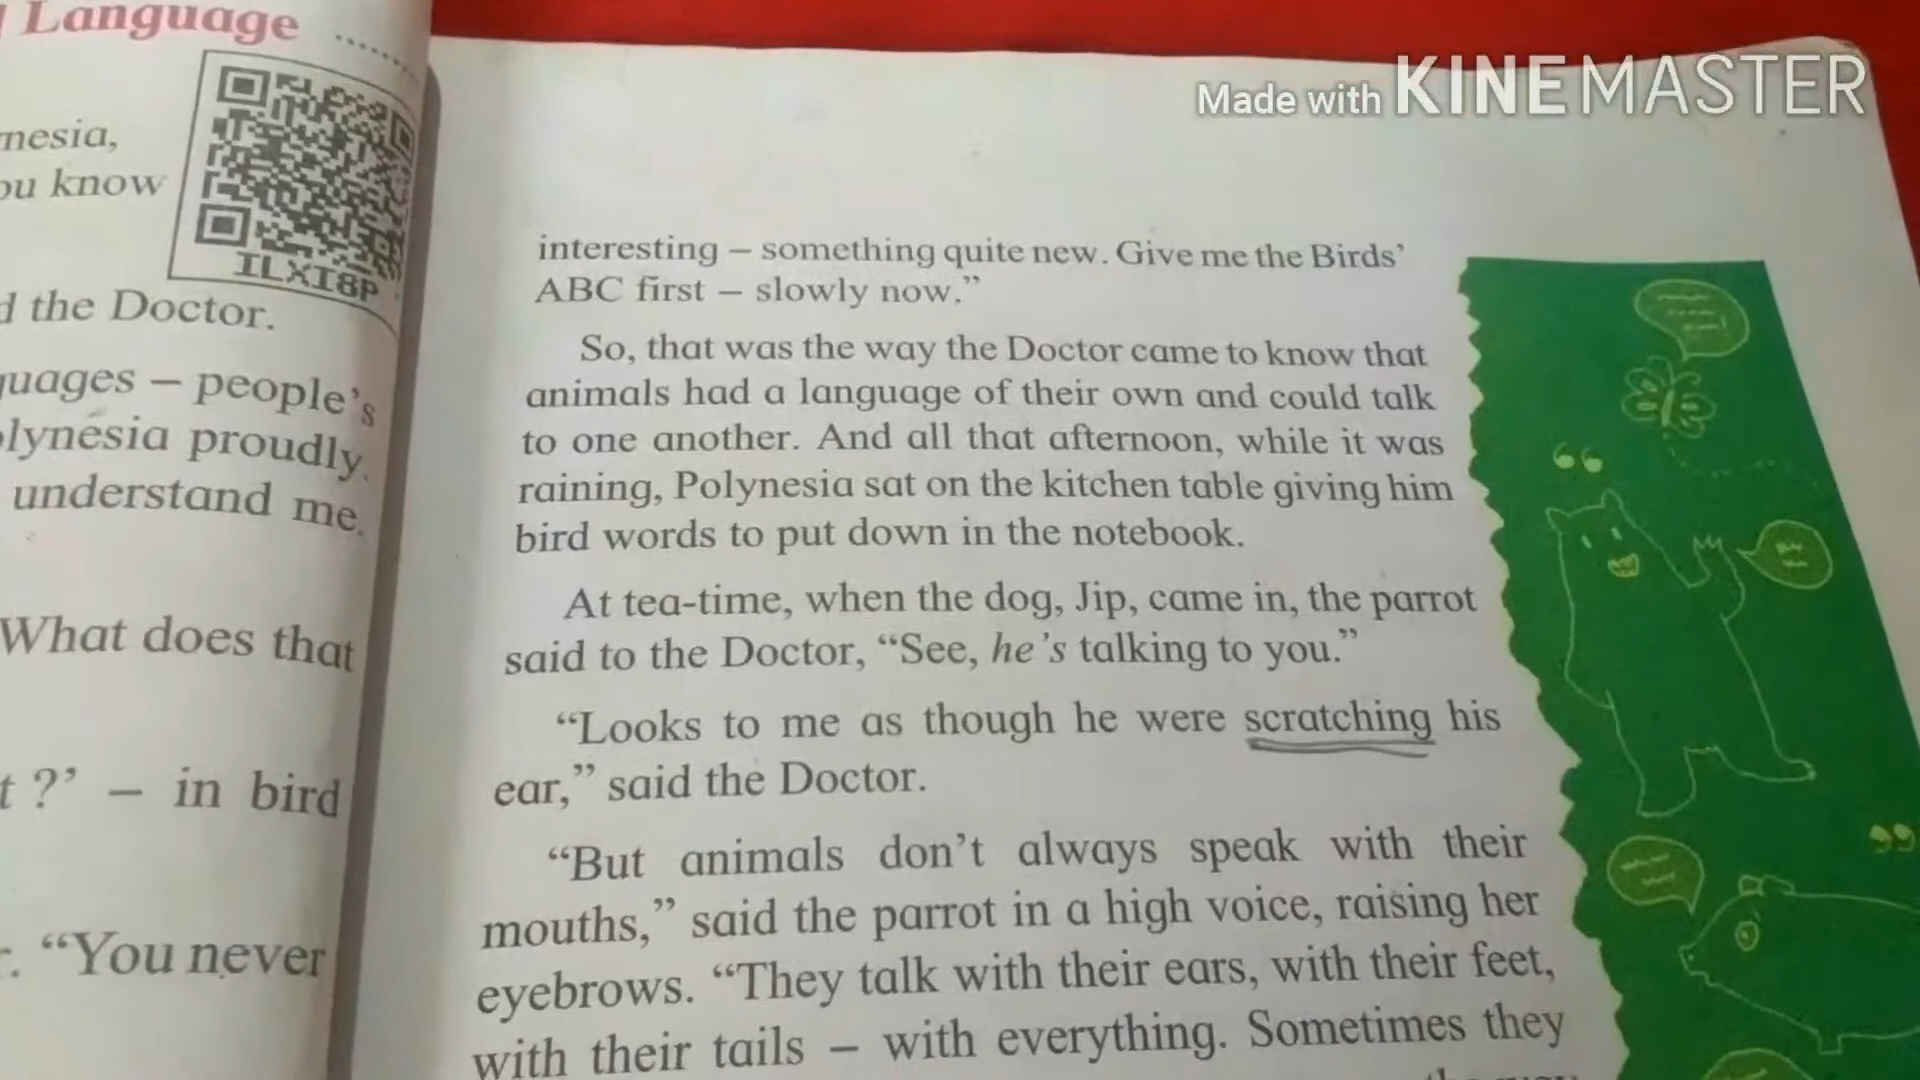 Language
nesia,
ou know
ILXI8P
d the Doctor.
guages – people's
olynesia proudly.
understand me.
What does that
t ?' – in bird
r. “You never
Made with KINEMASTER
interesting – something quite new. Give me the Birds’
ABC first – slowly now.”
So, that was the way the Doctor came to know that
animals had a language of their own and could talk
to one another. And all that afternoon, while it was
raining, Polynesia sat on the kitchen table giving him
bird words to put down in the notebook.
At tea-time, when the dog, Jip, came in, the parrot
said to the Doctor, “See, he’s talking to you.”
“Looks to me as though he were scratching his
ear,” said the Doctor.
“But animals don’t always speak with their
mouths,” said the parrot in a high voice, raising her
eyebrows. “They talk with their ears, with their feet,
with their tails – with everything. Sometimes they